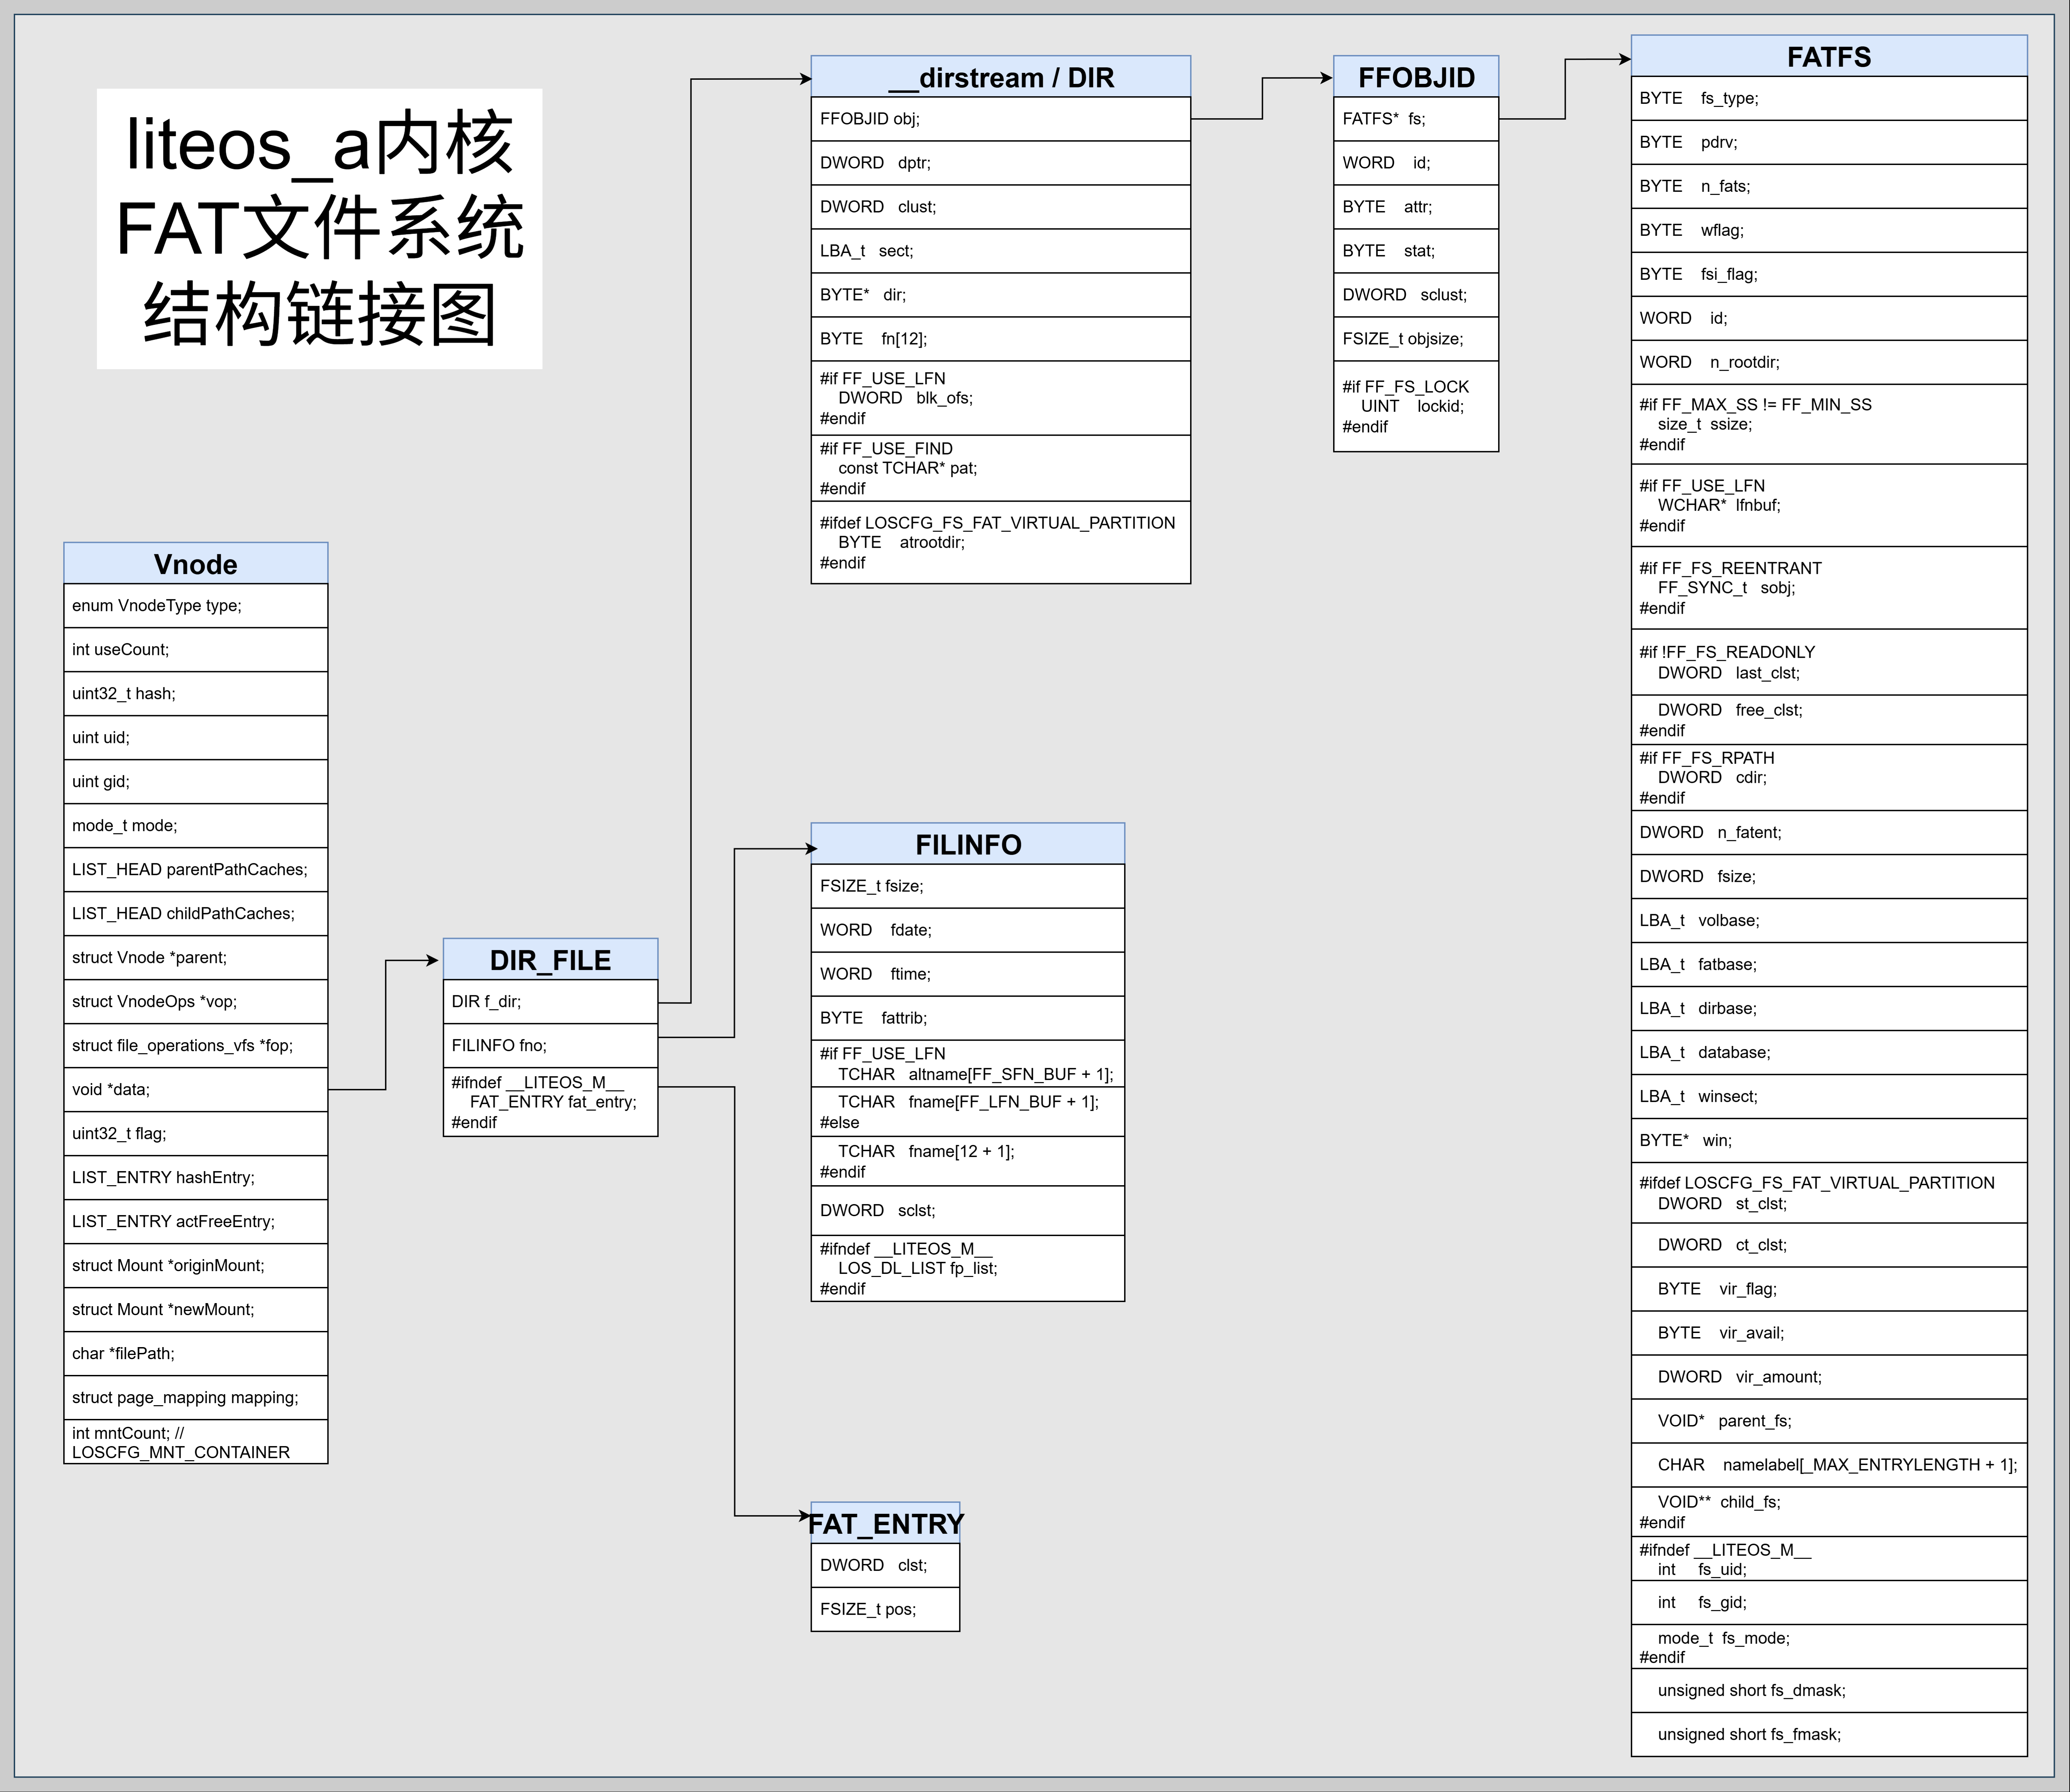 liteos_a内核
FAT文件系统
结构链接图
Vnode
enum VnodeType type;
int useCount;
uint32_t hash;
uint uid;
uint gid;
mode_t mode;
LIST_HEAD parentPathCaches;
LIST_HEAD childPathCaches;
struct Vnode *parent;
struct VnodeOps *vop;
struct file_operations_vfs *fop;
void *data;
uint32_t flag;
LIST_ENTRY hashEntry;
LIST_ENTRY actFreeEntry;
struct Mount *originMount;
struct Mount *newMount;
char *filePath;
struct page_mapping mapping;
int mntCount; //
LOSCFG_MNT_CONTAINER
DIR_FILE
DIR f_dir;
FILINFO fno;
#ifndef __LITEOS_M__
FAT_ENTRY fat_entry;
#endif
__dirstream / DIR
FFOBJID obj;
DWORD dptr;
DWORD clust;
LBA_t sect;
BYTE* dir;
BYTE fn[12];
#if FF_USE_LFN
DWORD blk_ofs;
#endif
#if FF_USE_FIND
const TCHAR* pat;
#endif
#ifdef LOSCFG_FS_FAT_VIRTUAL_PARTITION
BYTE atrootdir;
#endif
FILINFO
FSIZE_t fsize;
WORD fdate;
WORD ftime;
BYTE fattrib;
#if FF_USE_LFN
TCHAR altname[FF_SFN_BUF + 1];
TCHAR fname[FF_LFN_BUF + 1];
#else
TCHAR fname[12 + 1];
#endif
DWORD sclst;
#ifndef __LITEOS_M__
LOS_DL_LIST fp_list;
#endif
FAT_ENTRY
DWORD clst;
FSIZE_t pos;
FFOBJID
FATFS* fs;
WORD id;
BYTE attr;
BYTE stat;
DWORD sclust;
FSIZE_t objsize;
#if FF_FS_LOCK
UINT lockid;
#endif
FATFS
BYTE fs_type;
BYTE pdrv;
BYTE n_fats;
BYTE wflag;
BYTE fsi_flag;
WORD id;
WORD n_rootdir;
#if FF_MAX_SS != FF_MIN_SS
size_t ssize;
#endif
#if FF_USE_LFN
WCHAR* lfnbuf;
#endif
#if FF_FS_REENTRANT
FF_SYNC_t sobj;
#endif
#if !FF_FS_READONLY
DWORD last_clst;
DWORD free_clst;
#endif
#if FF_FS_RPATH
DWORD cdir;
#endif
DWORD n_fatent;
DWORD fsize;
LBA_t volbase;
LBA_t fatbase;
LBA_t dirbase;
LBA_t database;
LBA_t winsect;
BYTE* win;
#ifdef LOSCFG_FS_FAT_VIRTUAL_PARTITION
DWORD st_clst;
DWORD ct_clst;
BYTE vir_flag;
BYTE vir_avail;
DWORD vir_amount;
VOID* parent_fs;
CHAR namelabel[_MAX_ENTRYLENGTH + 1];
VOID** child_fs;
#endif
#ifndef __LITEOS_M__
int fs_uid;
int fs_gid;
mode_t fs_mode;
#endif
unsigned short fs_dmask;
unsigned short fs_fmask;